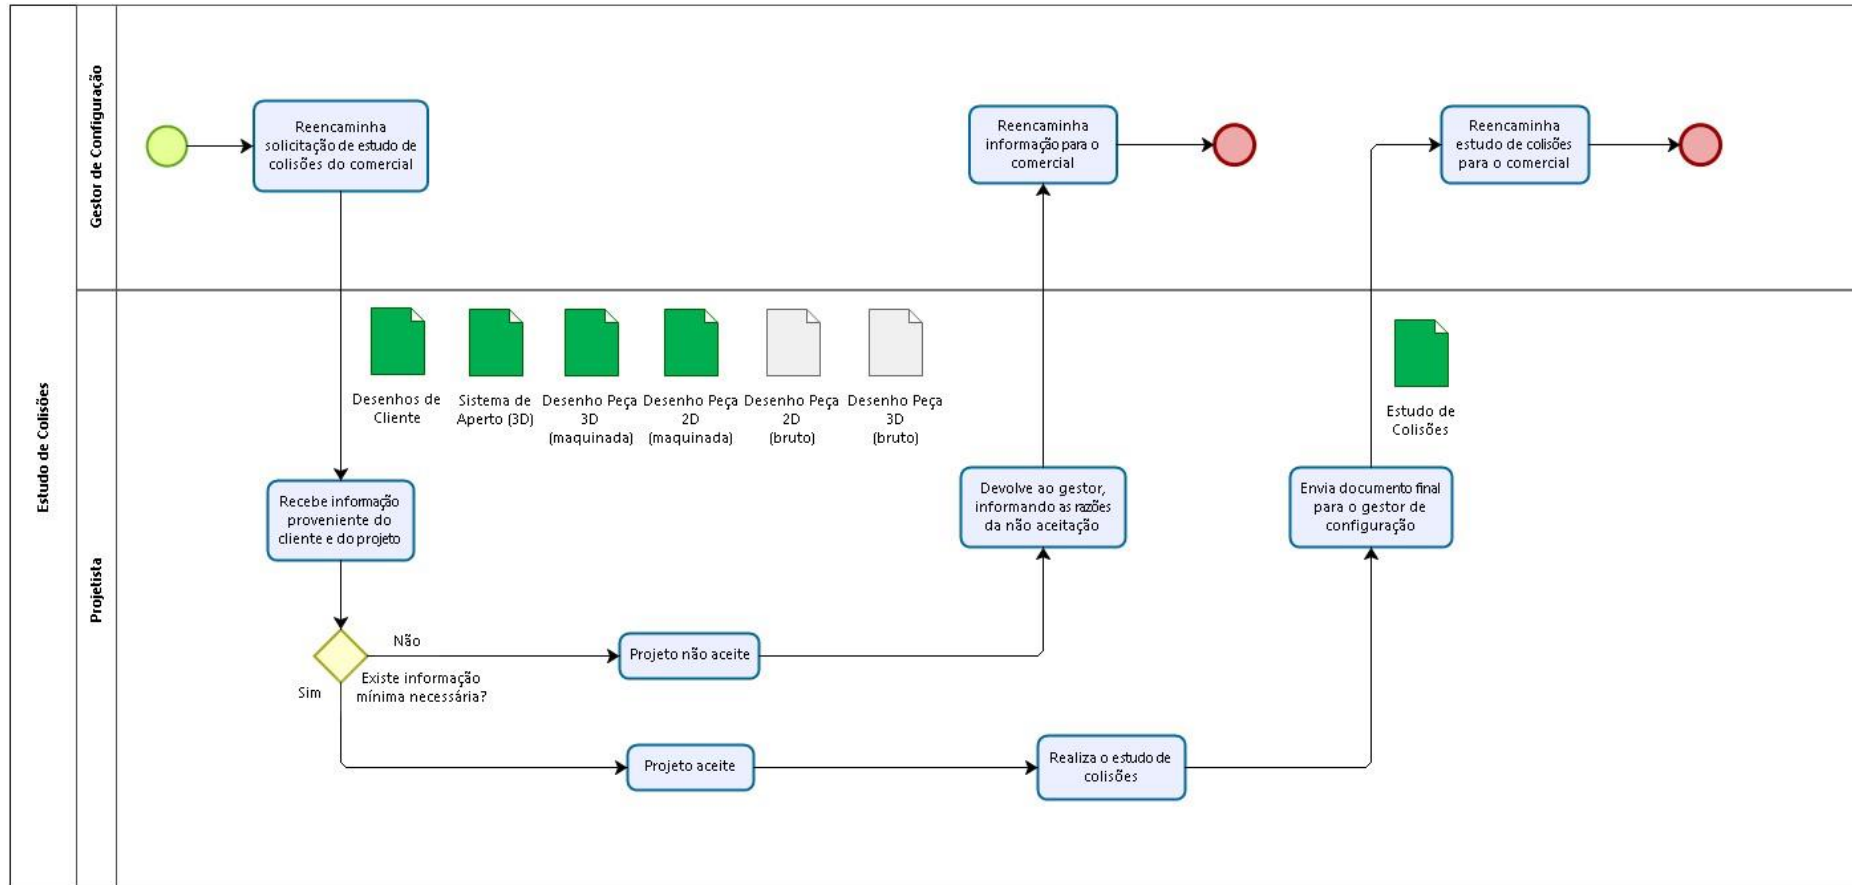 Estudo de Colisões
Gestor de Configuração
Reencaminha
solicitação de estudo de
colisões do comercial
Reencaminha
informação para o
comercial
Reencaminha
estudo de colisões
para o comercial
Projetista
Desenhos de
Cliente
Sistema de
Aperto (3D)
Desenho Peça
3D
(maquinada)
Desenho Peça
2D
(maquinada)
Desenho Peça
2D
(bruto)
Desenho Peça
3D
(bruto)
Estudo de
Colisões
Recebe informação
proveniente do
cliente e do projeto
Devolve ao gestor,
informando as razões
da não aceitação
Envia documento final
para o gestor de
configuração
Não
Existe informação
mínima necessária?
Sim
Projeto não aceite
Projeto aceite
Realiza o estudo de
colisões